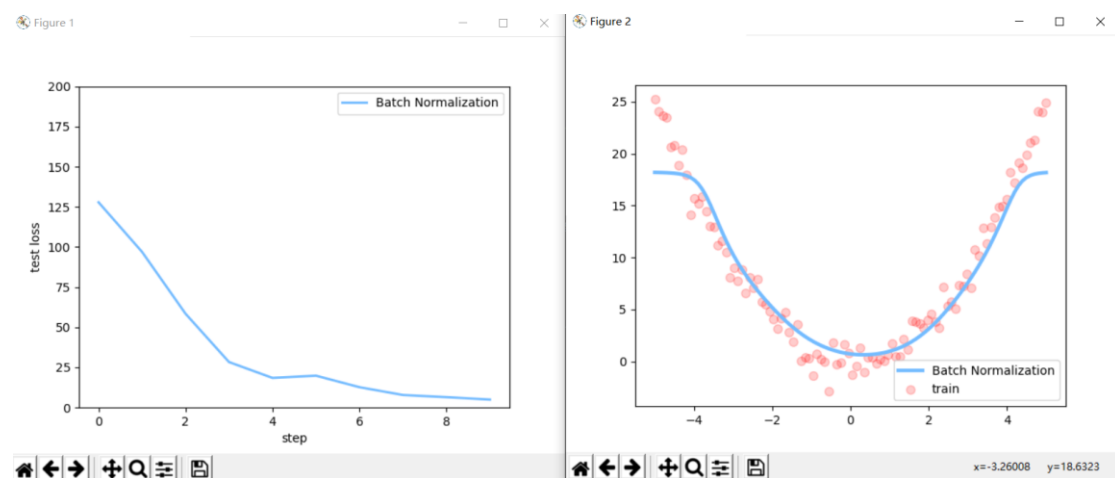 Figure 1
200
175
150
125
100
75
50
25
0
test loss
Batch Normalization
0 2 4 6 8
step
Figure 2
25
20
15
10
5
0
Batch Normalization
train
−4 −2 0 2 4
x=-3.26008 y=18.6323